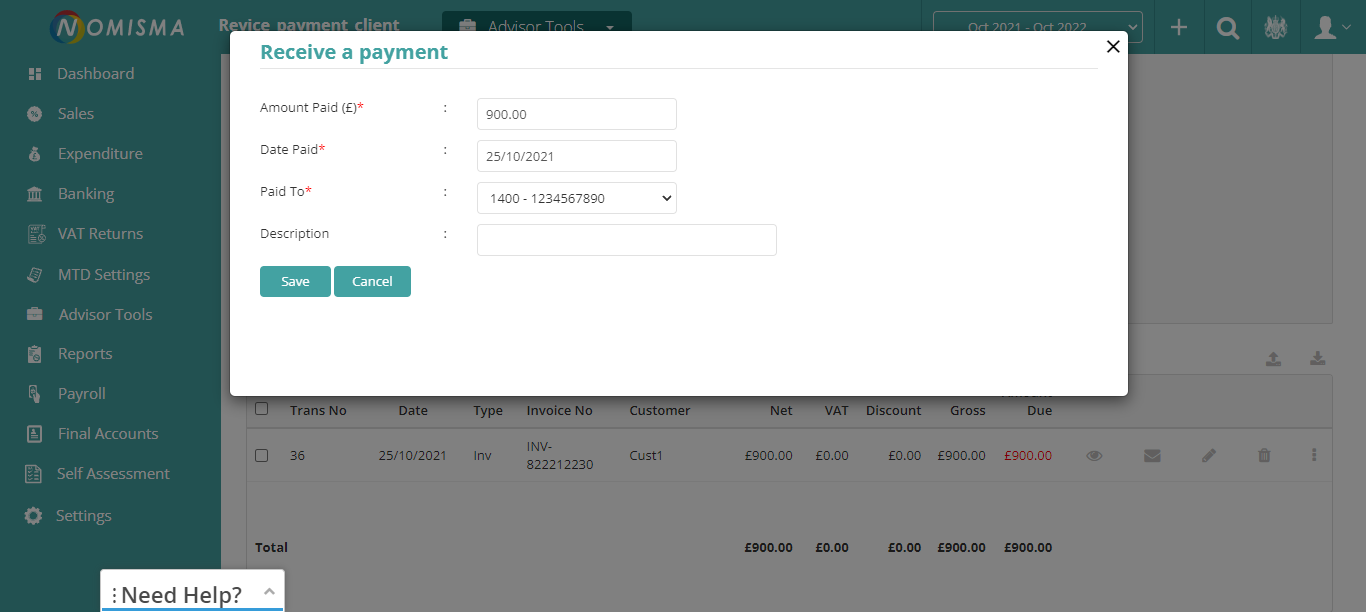 NOMISMA
Revice payment client
Advisor Tools
Oct 2021 - Oct 2022
Dashboard
Sales
Expenditure
Banking
VAT Returns
MTD Settings
Advisor Tools
Reports
Payroll
Final Accounts
Self Assessment
Settings
Receive a payment
Amount Paid (£)* : 900.00
Date Paid* : 25/10/2021
Paid To* : 1400 - 1234567890
Description :
Save Cancel
Trans No Date Type Invoice No Customer Net VAT Discount Gross Amount Due
36 25/10/2021 Inv INV-
822212230 Cust1 £900.00 £0.00 £0.00 £900.00 £900.00
Total £900.00 £0.00 £0.00 £900.00 £900.00
Need Help?